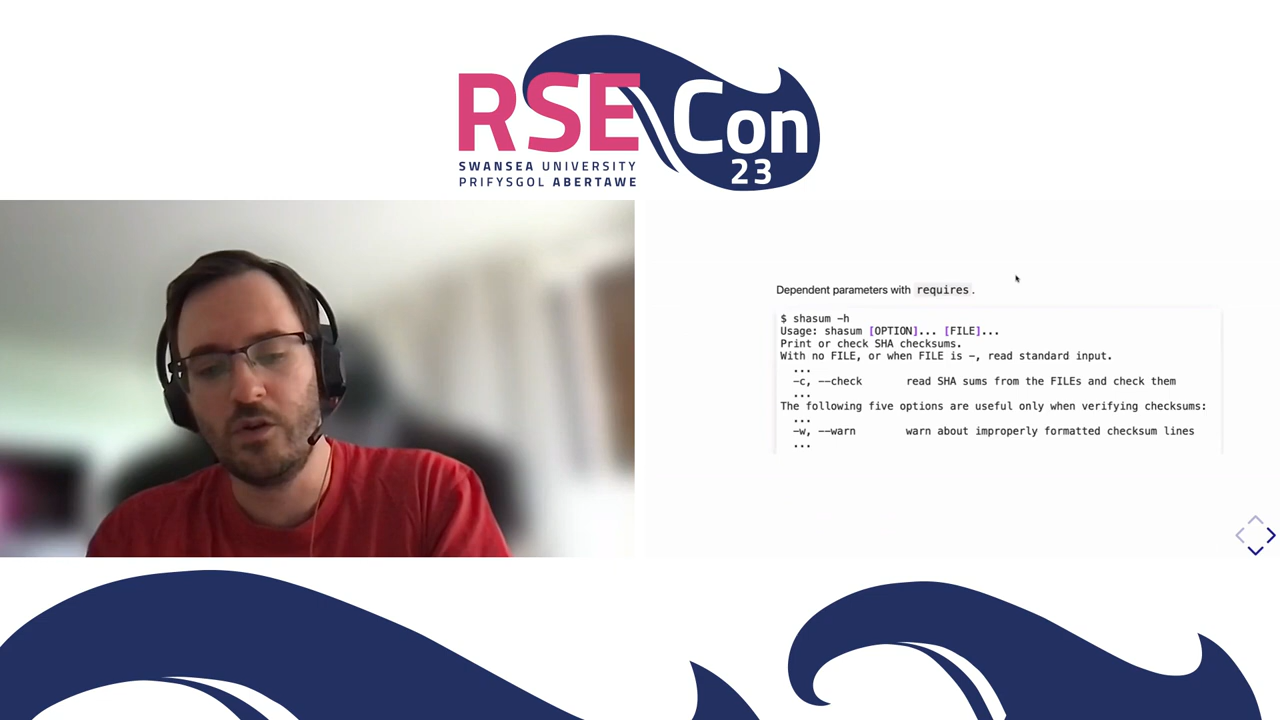 RSE Con
23
SWANSEA UNIVERSITY
PRIFYSGOL ABERTAWE
Dependent parameters with requires.
$ shasum -h
Usage: shasum [OPTION]... [FILE]...
Print or check SHA checksums.
With no FILE, or when FILE is -, read standard input.
...
-c, --check read SHA sums from the FILEs and check them
...
The following five options are useful only when verifying checksums:
...
-w, --warn warn about improperly formatted checksum lines
...